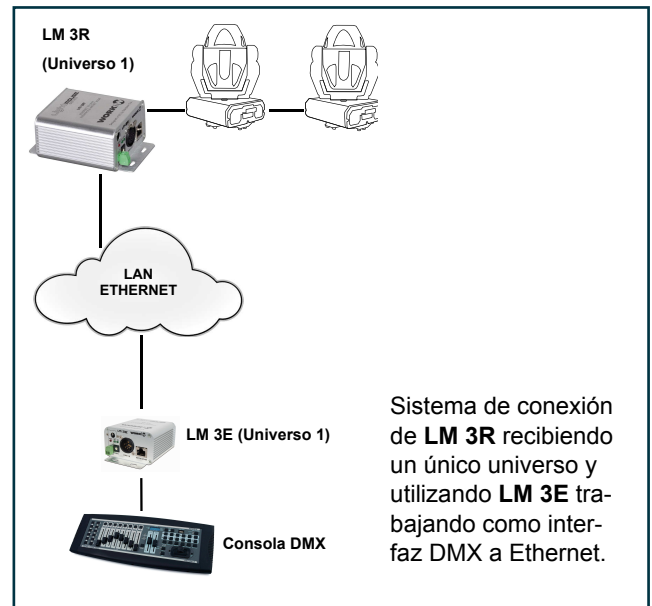 LM 3R
(Universo 1)
WORK
LAN
ETHERNET
LM 3E (Universo 1)
Consola DMX
Sistema de conexión
de LM 3R recibiendo
un único universo y
utilizando LM 3E tra-
bajando como inter-
faz DMX a Ethernet.